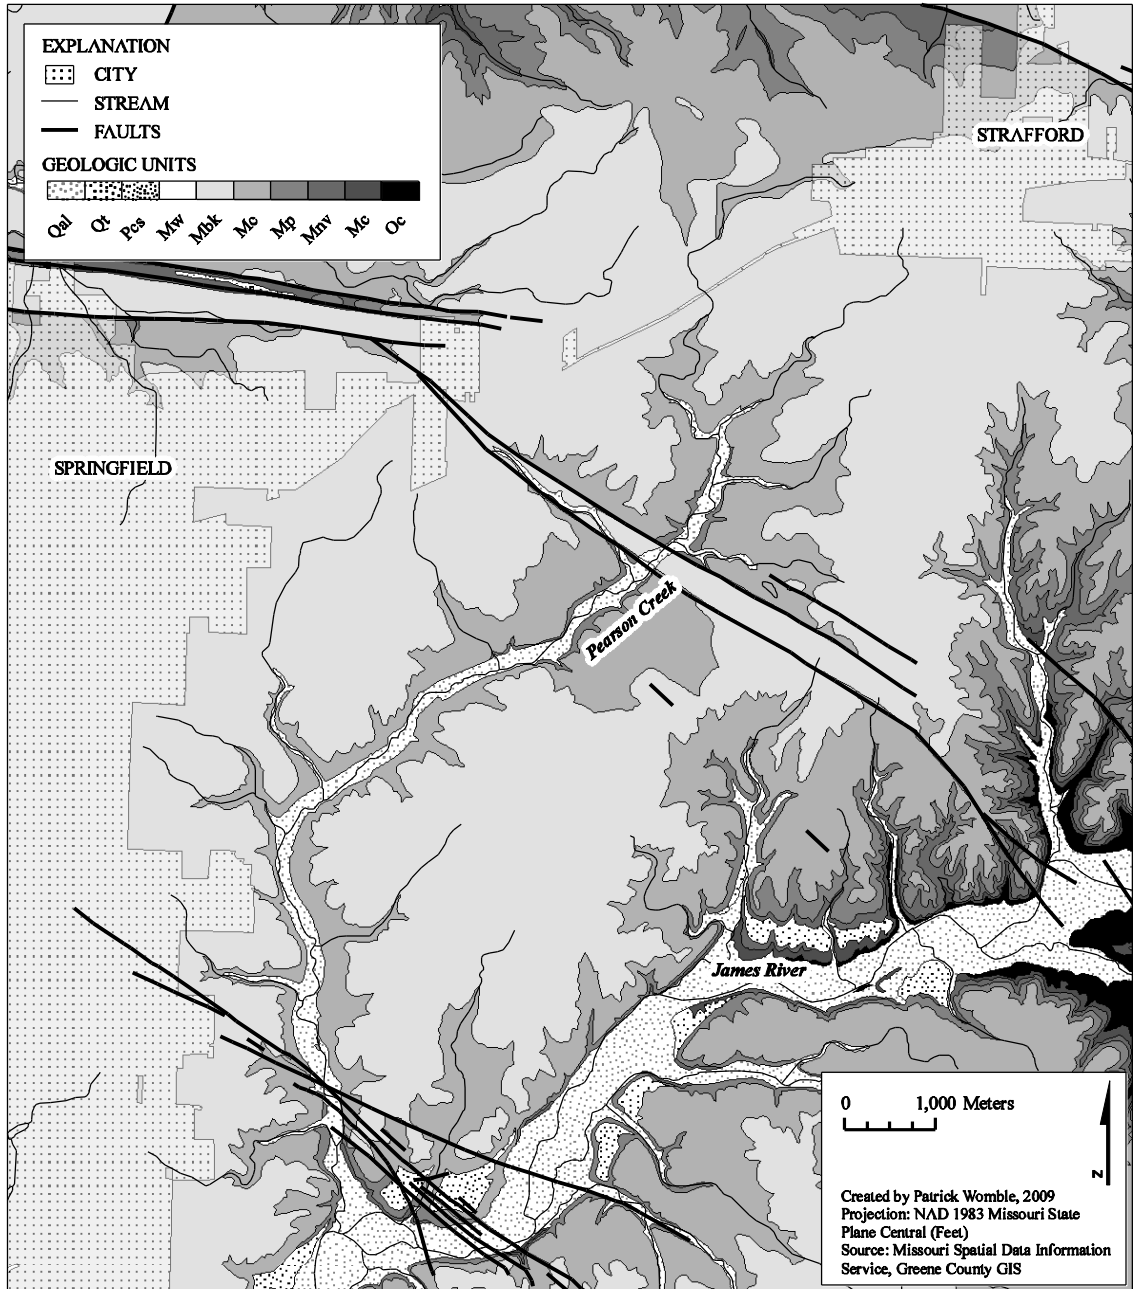 EXPLANATION
CITY
STREAM
FAULTS
GEOLOGIC UNITS
Qal Qt Pcs Mw Mbk Mc Mp Mnv Mc Oc
STRAFFORD
SPRINGFIELD
Pearson Creek
James River
0 1,000 Meters
N
Created by Patrick Womble, 2009
Projection: NAD 1983 Missouri State
Plane Central (Feet)
Source: Missouri Spatial Data Information
Service, Greene County GIS